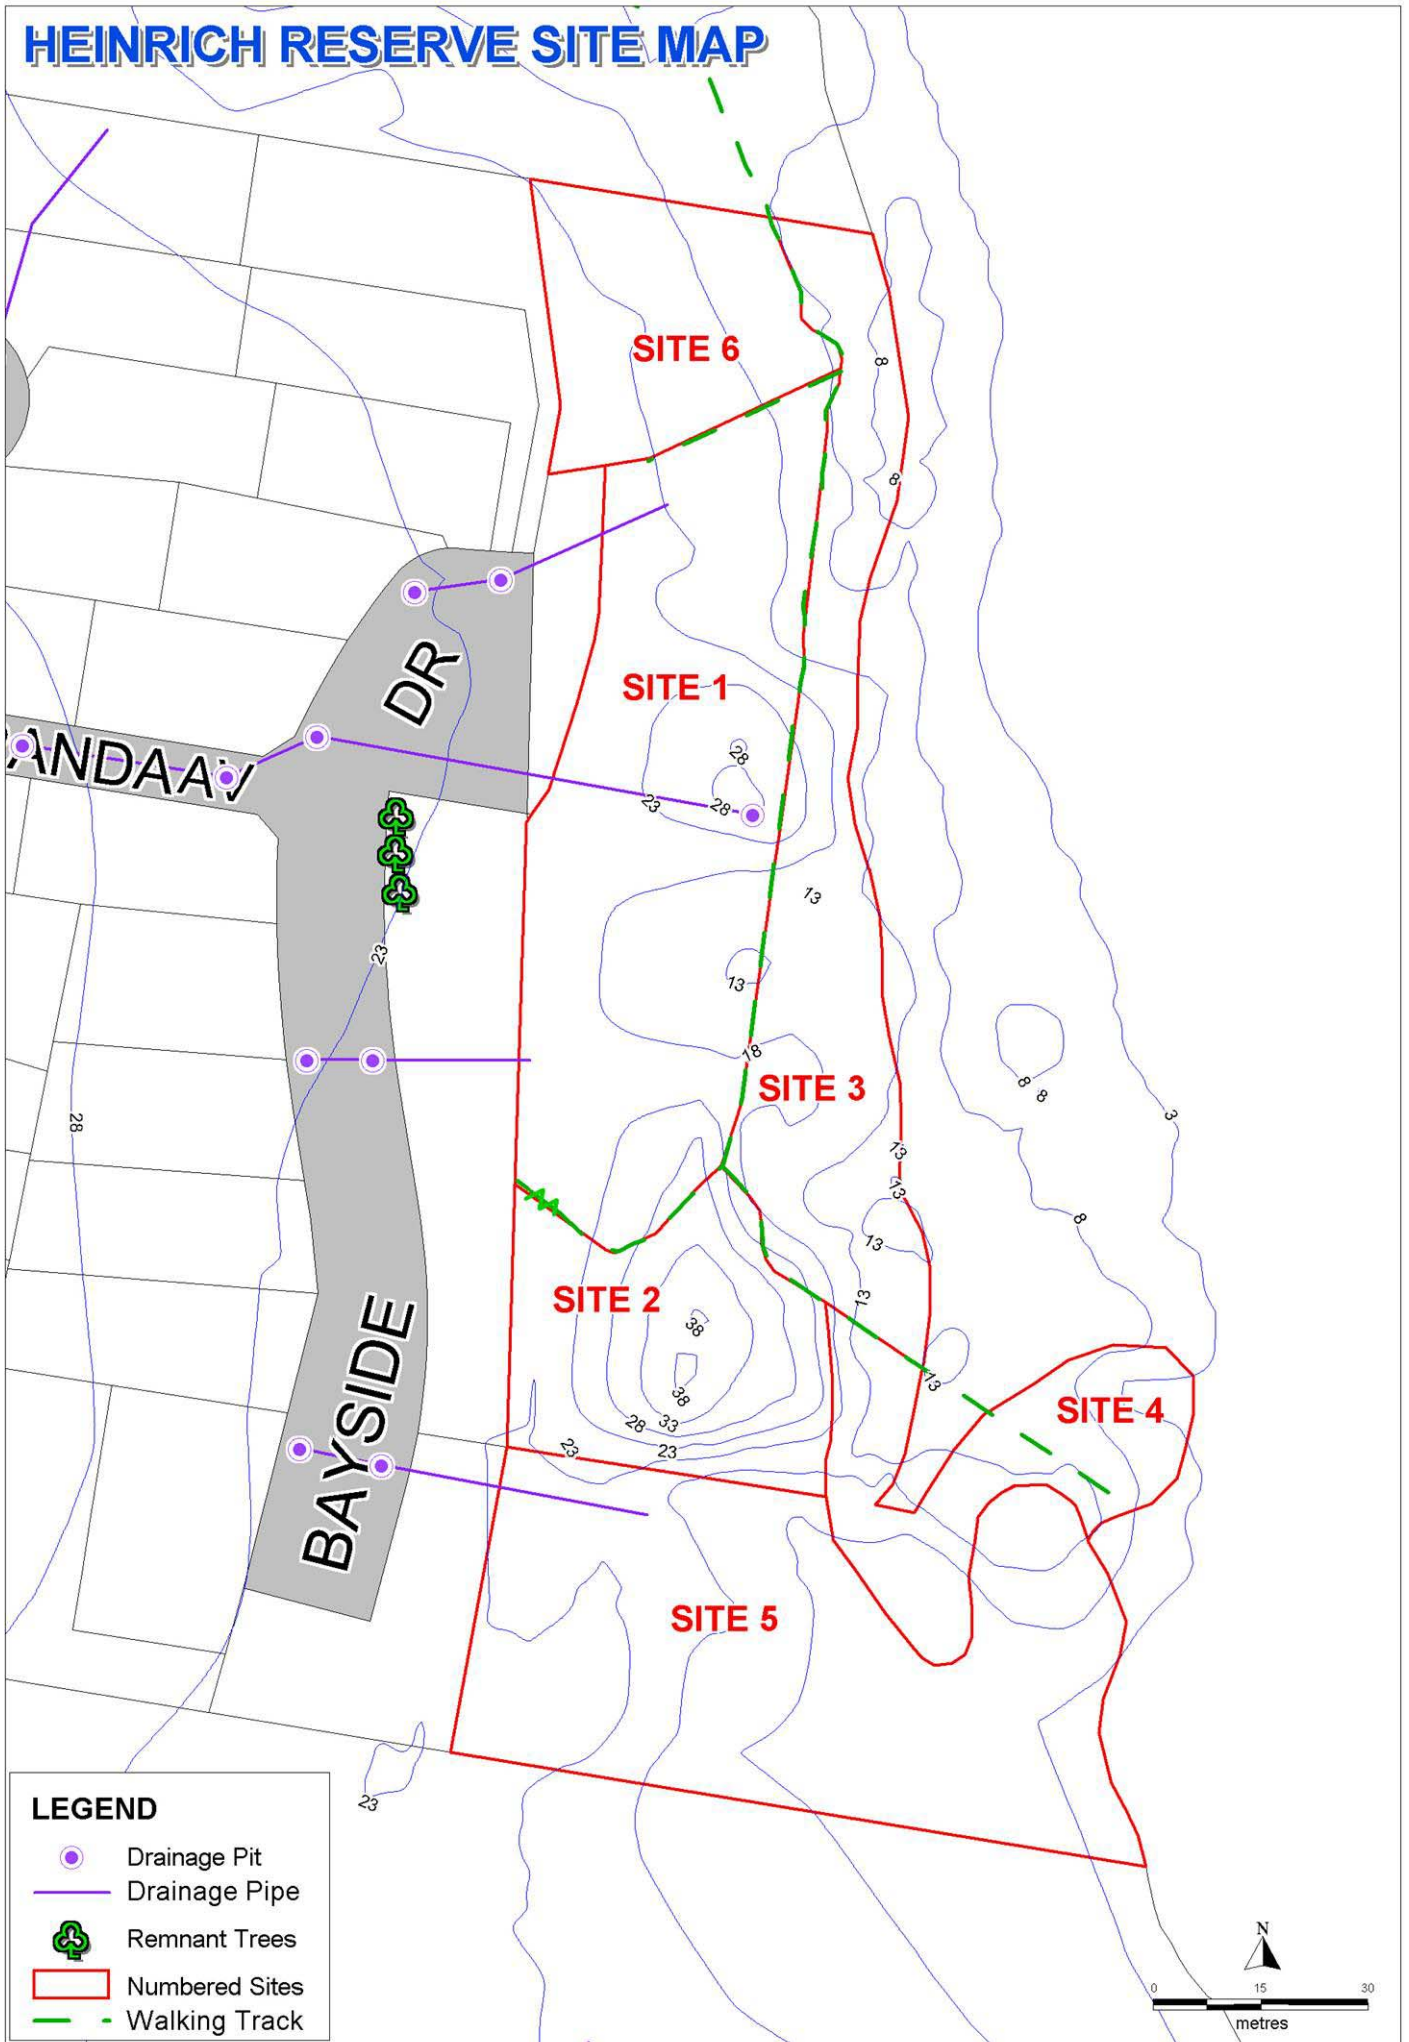 HEINRICH RESERVE SITE MAP
SITE 6
8
8
DR
SITE 1
ANDAAV
28
23
28
13
23
13
18
SITE 3
8
8
3
28
13
13
8
13
SITE 2
13
38
13
38
SITE 4
BAYSIDE
28
33
23
23
SITE 5
23
LEGEND
Drainage Pit
Drainage Pipe
Remnant Trees
Numbered Sites
Walking Track
N
0 15 30
metres